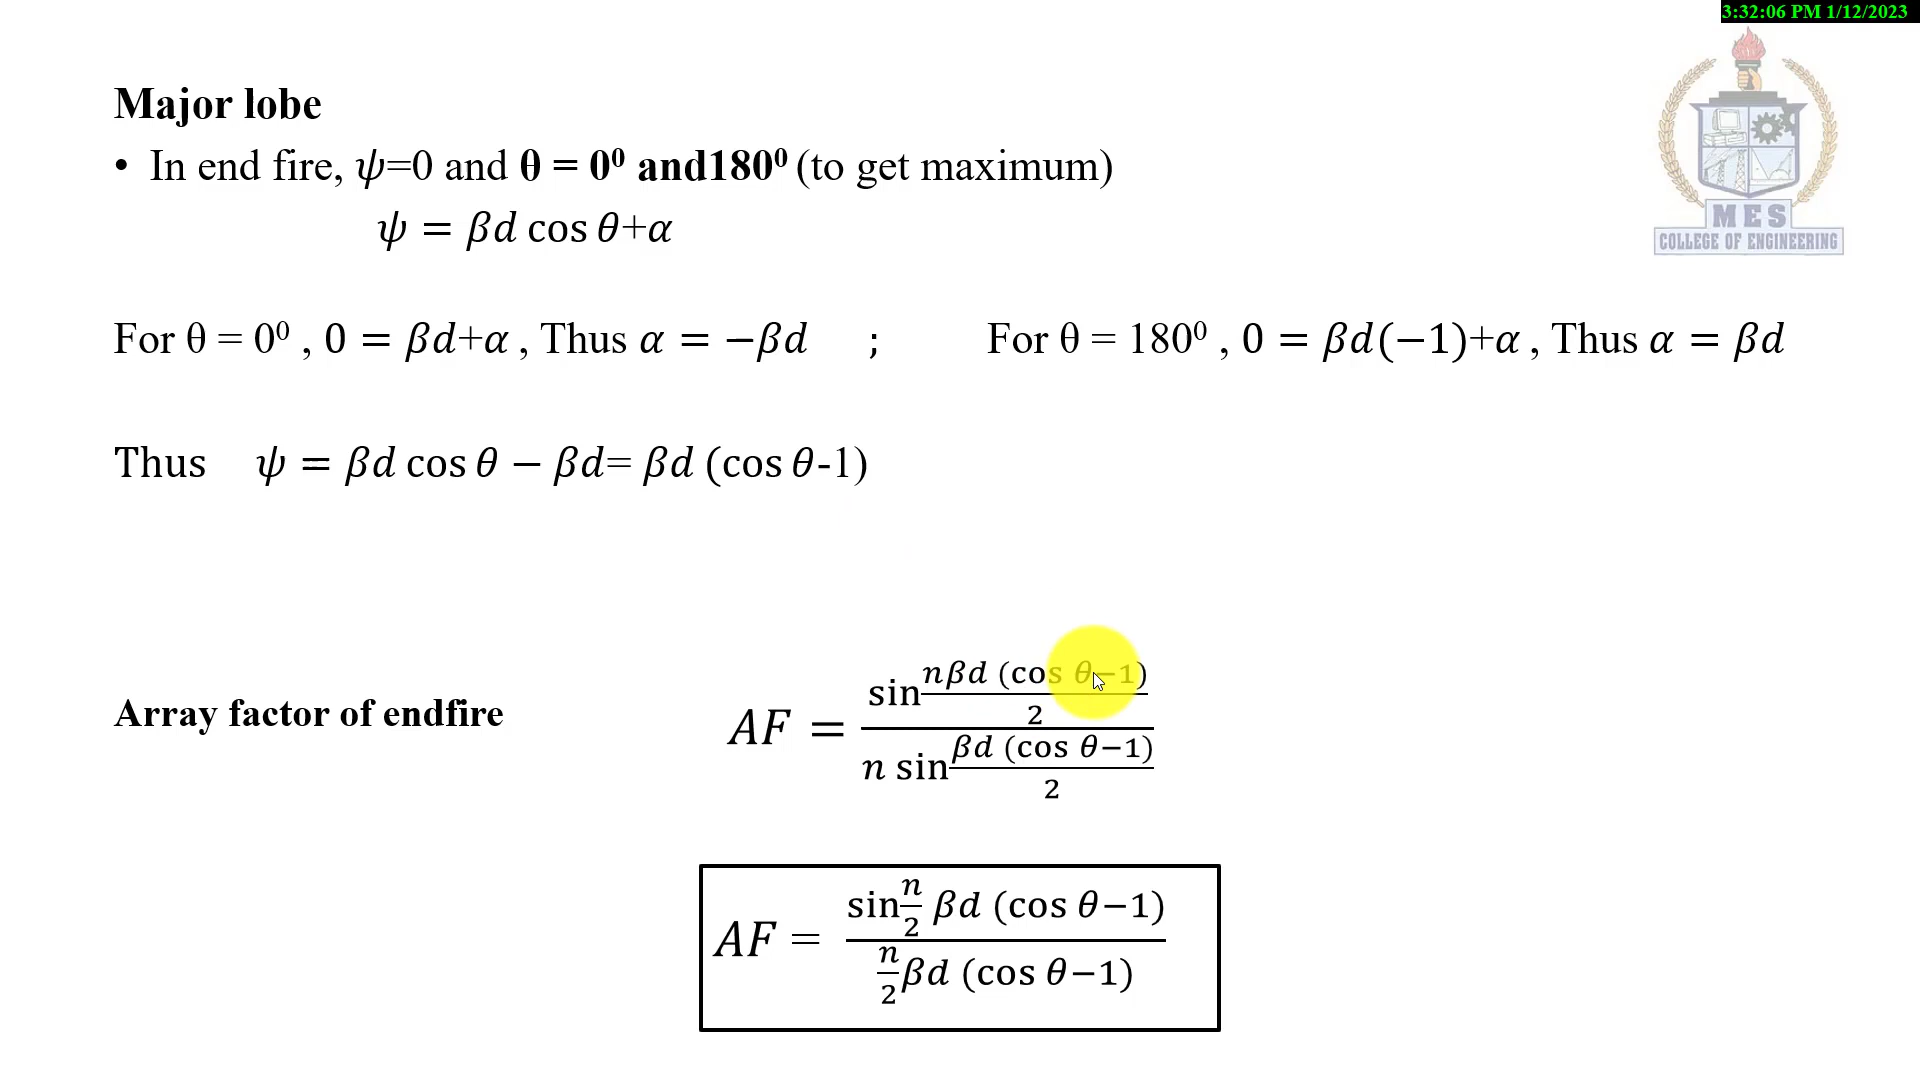 3:32:06 PM 1/12/2023
Major lobe
• In end fire, ψ=0 and θ = 0⁰ and180⁰ (to get maximum)
ψ = βd cos θ+α
MES
COLLEGE OF ENGINEERING
For θ = 0⁰ , 0 = βd+α , Thus α = −βd ; For θ = 180⁰ , 0 = βd(−1)+α , Thus α = βd
Thus ψ = βd cos θ − βd= βd (cos θ-1)
Array factor of endfire AF = sin(nβd (cos θ−1)/2) / n sin(βd (cos θ−1)/2)
AF = sin n/2 βd (cos θ−1) / n/2 βd (cos θ−1)